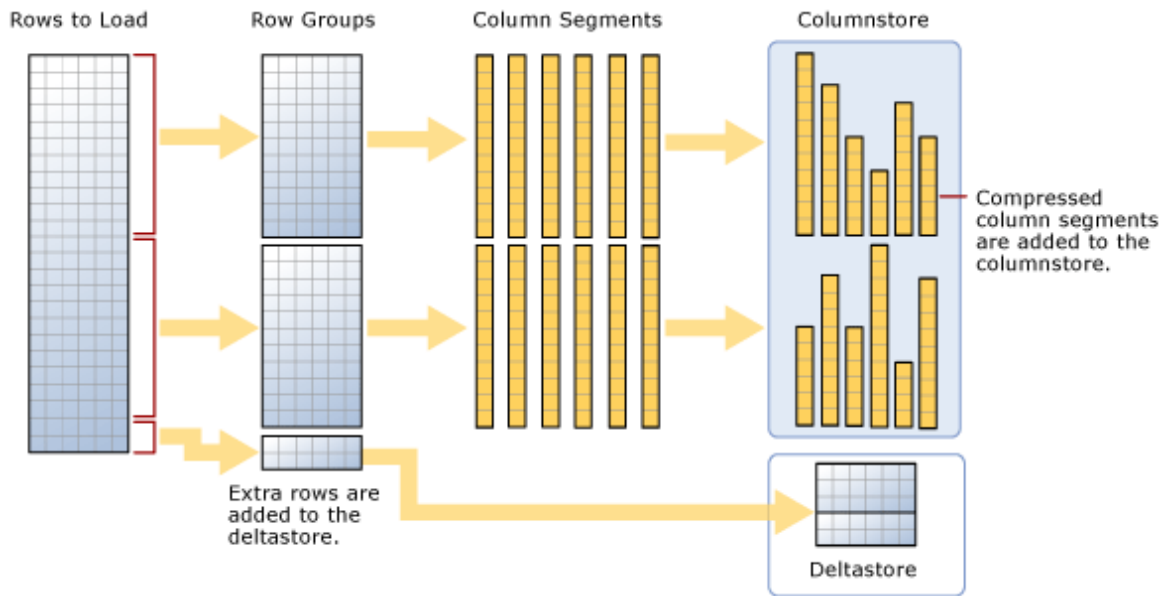 Rows to Load
Row Groups
Column Segments
Columnstore
Compressed
column segments
are added to the
columnstore.
Extra rows are
added to the
deltastore.
Deltastore